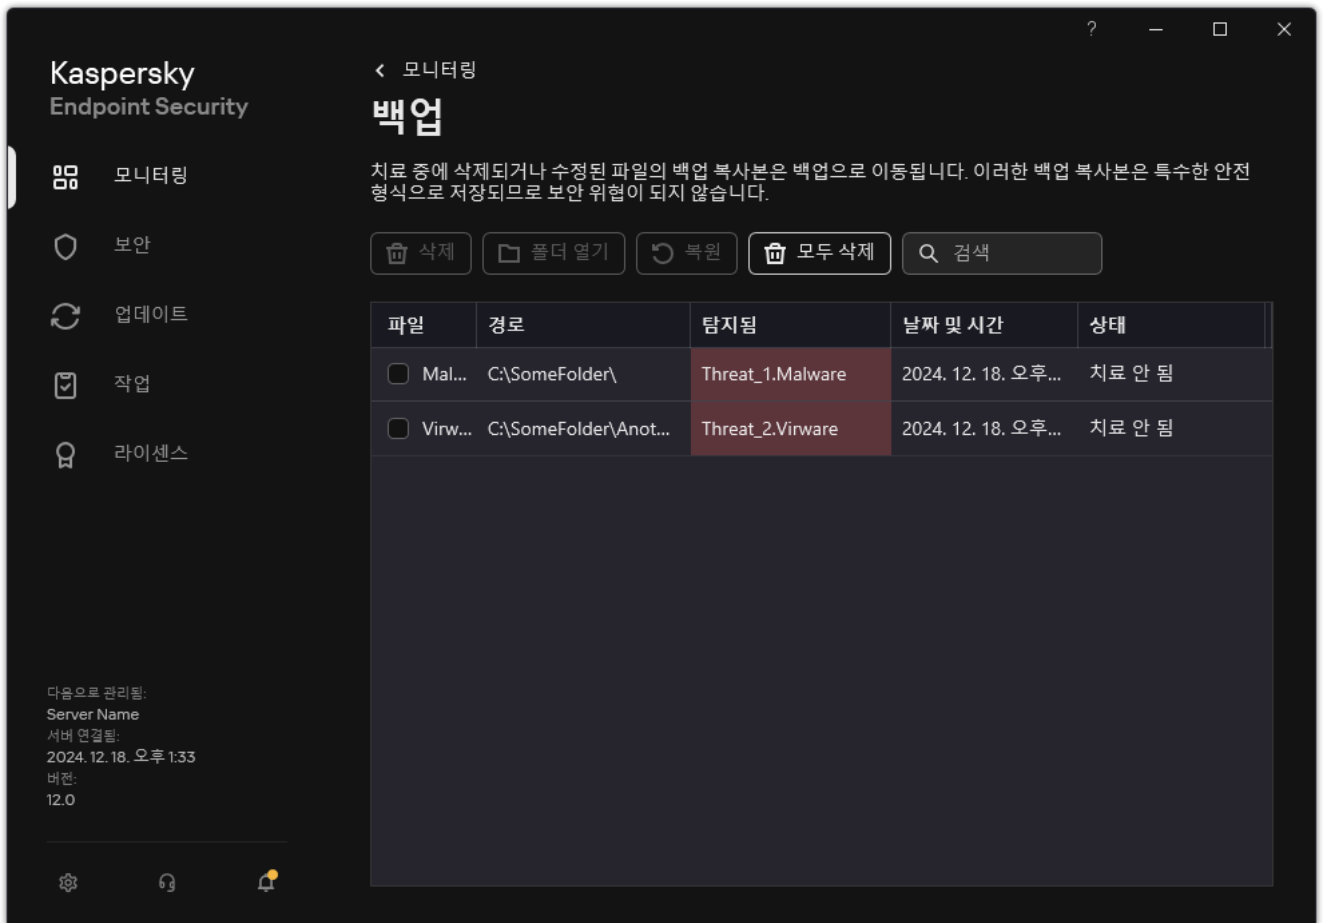 ?
Kaspersky
Endpoint Security
모니터링
보안
업데이트
작업
라이센스
다음으로 관리됨:
Server Name
서버 연결됨:
2024. 12. 18. 오후 1:33
버전:
12.0
모니터링
백업
치료 중에 삭제되거나 수정된 파일의 백업 복사본은 백업으로 이동됩니다. 이러한 백업 복사본은 특수한 안전
형식으로 저장되므로 보안 위협이 되지 않습니다.
삭제 폴더 열기 복원 모두 삭제 검색
파일 경로 탐지됨 날짜 및 시간 상태
Mal... C:\SomeFolder\ Threat_1.Malware 2024. 12. 18. 오후... 치료 안 됨
Virw... C:\SomeFolder\Anot... Threat_2.Virware 2024. 12. 18. 오후... 치료 안 됨